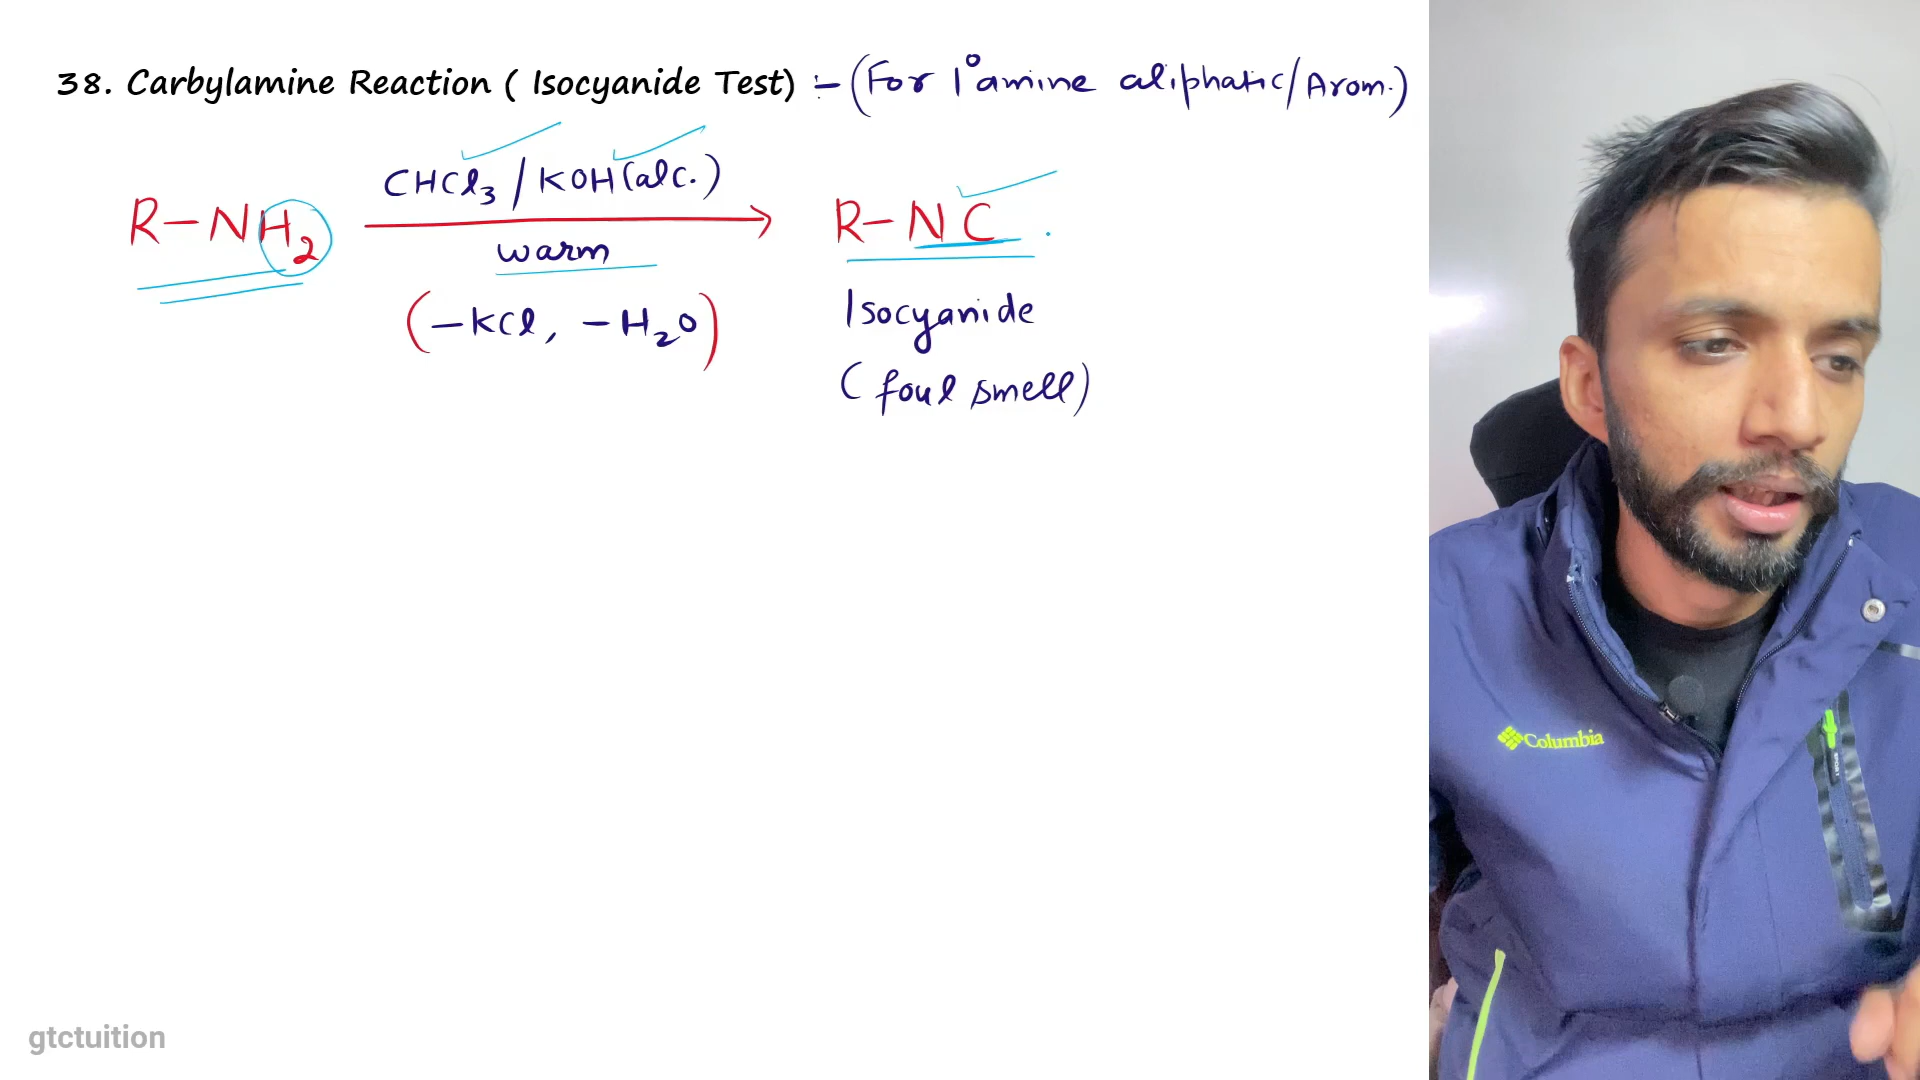 38. Carbylamine Reaction ( Isocyanide Test) :- (For 1° amine aliphatic/Arom.)
R-NH₂ CHCl₃ / KOH(alc.) R-NC
warm
(-KCl, -H₂O)
Isocyanide
(foul smell)
Columbia
gtctuition